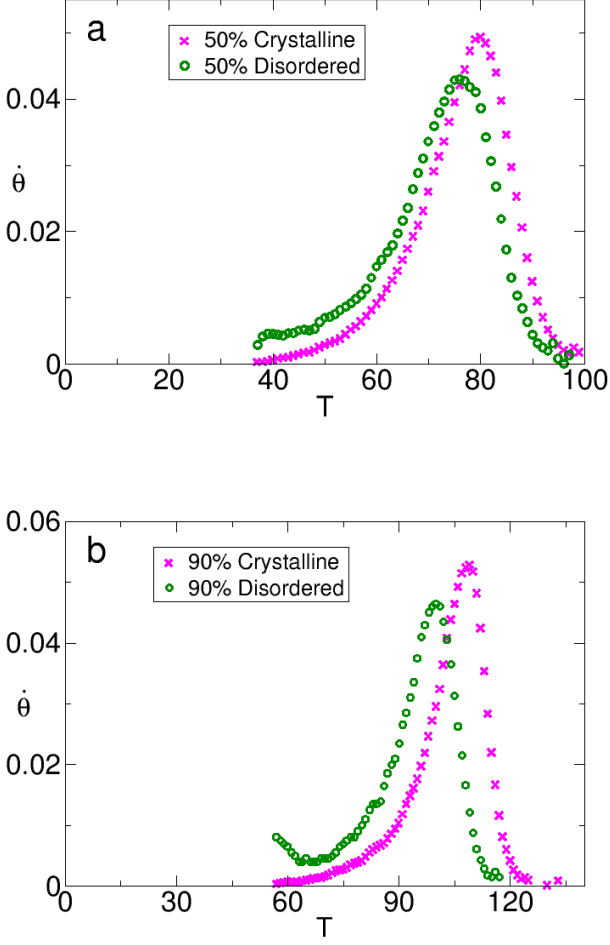 a
50% Crystalline
50% Disordered
0.04
θ̇
0.02
0
0 20 40 60 80 100
T
0.06
b
90% Crystalline
90% Disordered
0.04
θ̇
0.02
0
0 30 60 90 120
T